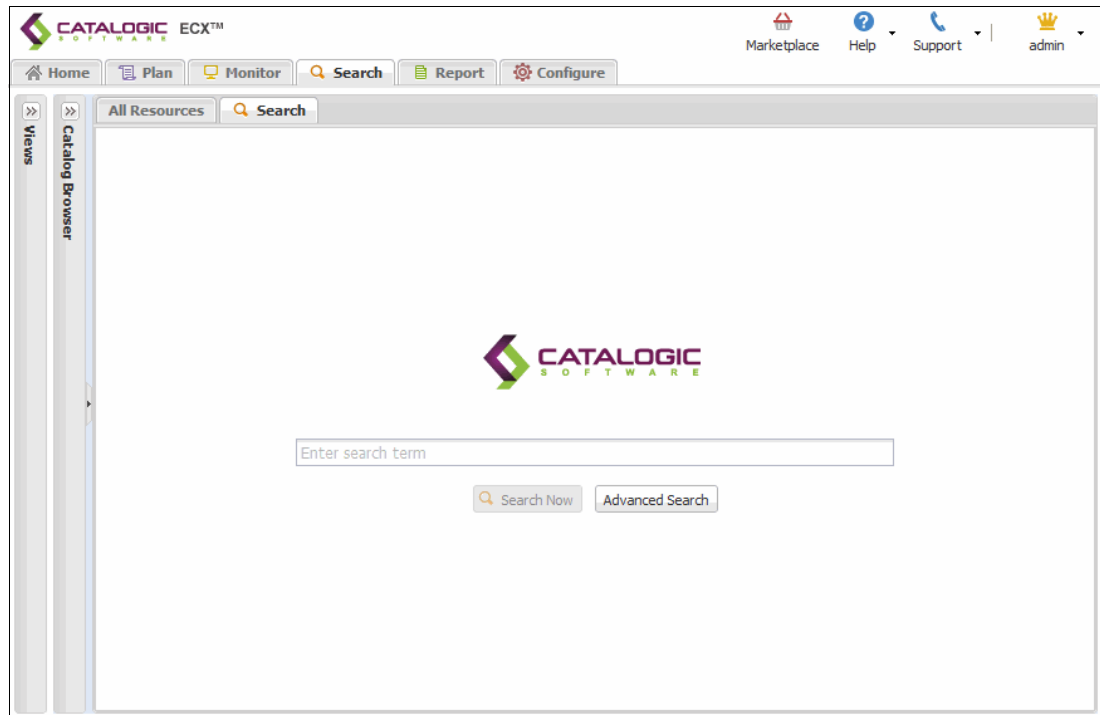 CATALOGIC ECX™
SOFTWARE
Marketplace
Help
Support
admin
Home
Plan
Monitor
Search
Report
Configure
Views
Catalog Browser
All Resources
Search
CATALOGIC
SOFTWARE
Enter search term
Search Now
Advanced Search